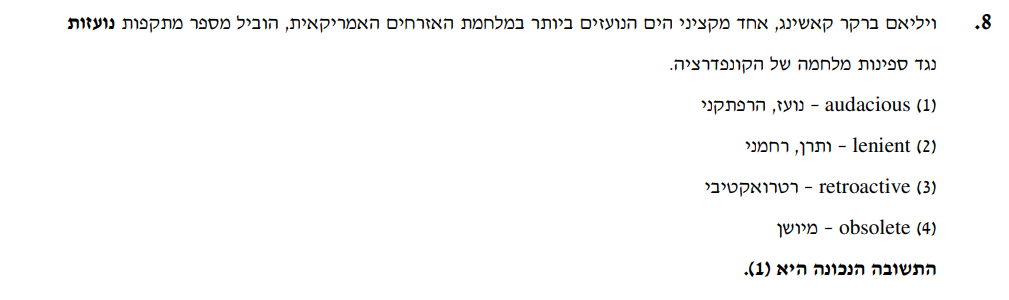 8. ויליאם ברקר קאשינג, אחד מקציני הים הנועזים ביותר במלחמת האזרחים האמריקאית, הוביל מספר מתקפות נועזות
נגד ספינות מלחמה של הקונפדרציה.
(1) audacious – נועז, הרפתקני
(2) lenient – ותרן, רחמני
(3) retroactive – רטרואקטיבי
(4) obsolete – מיושן
התשובה הנכונה היא (1).